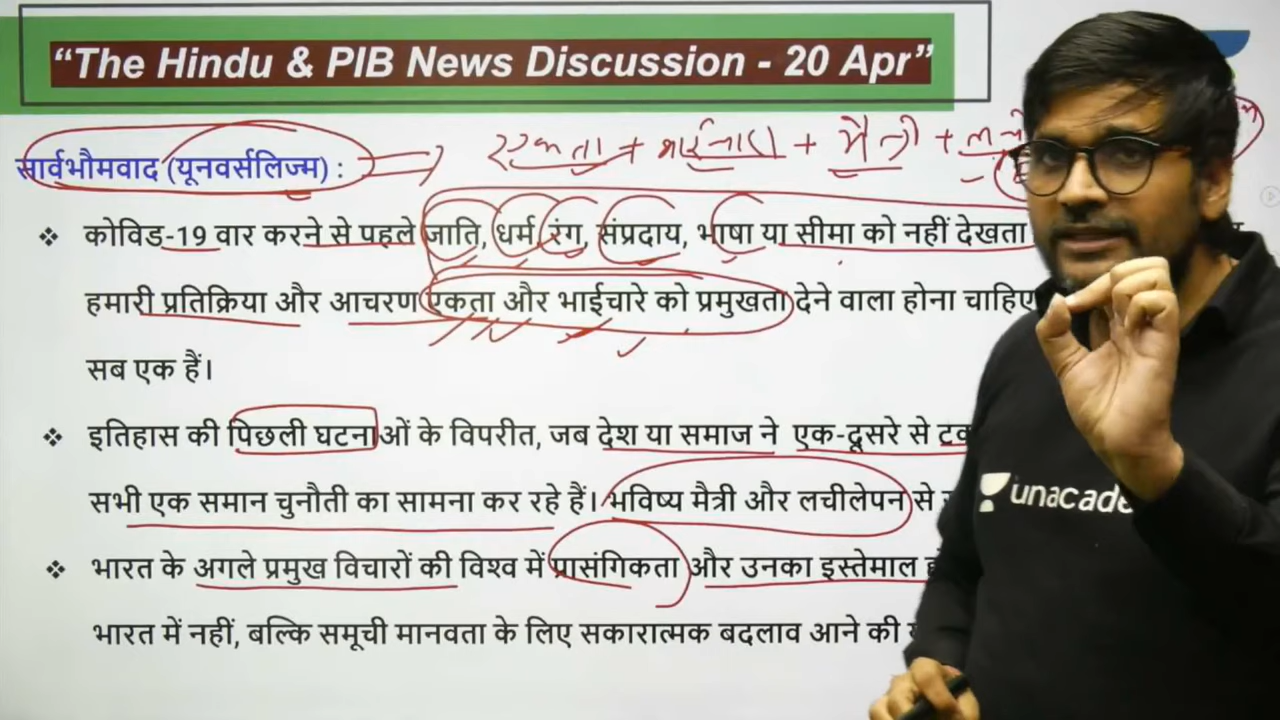 “The Hindu & PIB News Discussion - 20 Apr”
एकता + भाईचारा + मैत्री +
सार्वभौमवाद (यूनवर्सलिज्म) :
❖ कोविड-19 वार करने से पहले जाति, धर्म, रंग, संप्रदाय, भाषा या सीमा को नहीं देखता
हमारी प्रतिक्रिया और आचरण एकता और भाईचारे को प्रमुखता देने वाला होना चाहिए
सब एक हैं।
❖ इतिहास की पिछली घटनाओं के विपरीत, जब देश या समाज ने एक-दूसरे से
सभी एक समान चुनौती का सामना कर रहे हैं। भविष्य मैत्री और लचीलेपन से
❖ भारत के अगले प्रमुख विचारों की विश्व में प्रासंगिकता और उनका इस्तेमाल
भारत में नहीं, बल्कि समूची मानवता के लिए सकारात्मक बदलाव आने की
unacade